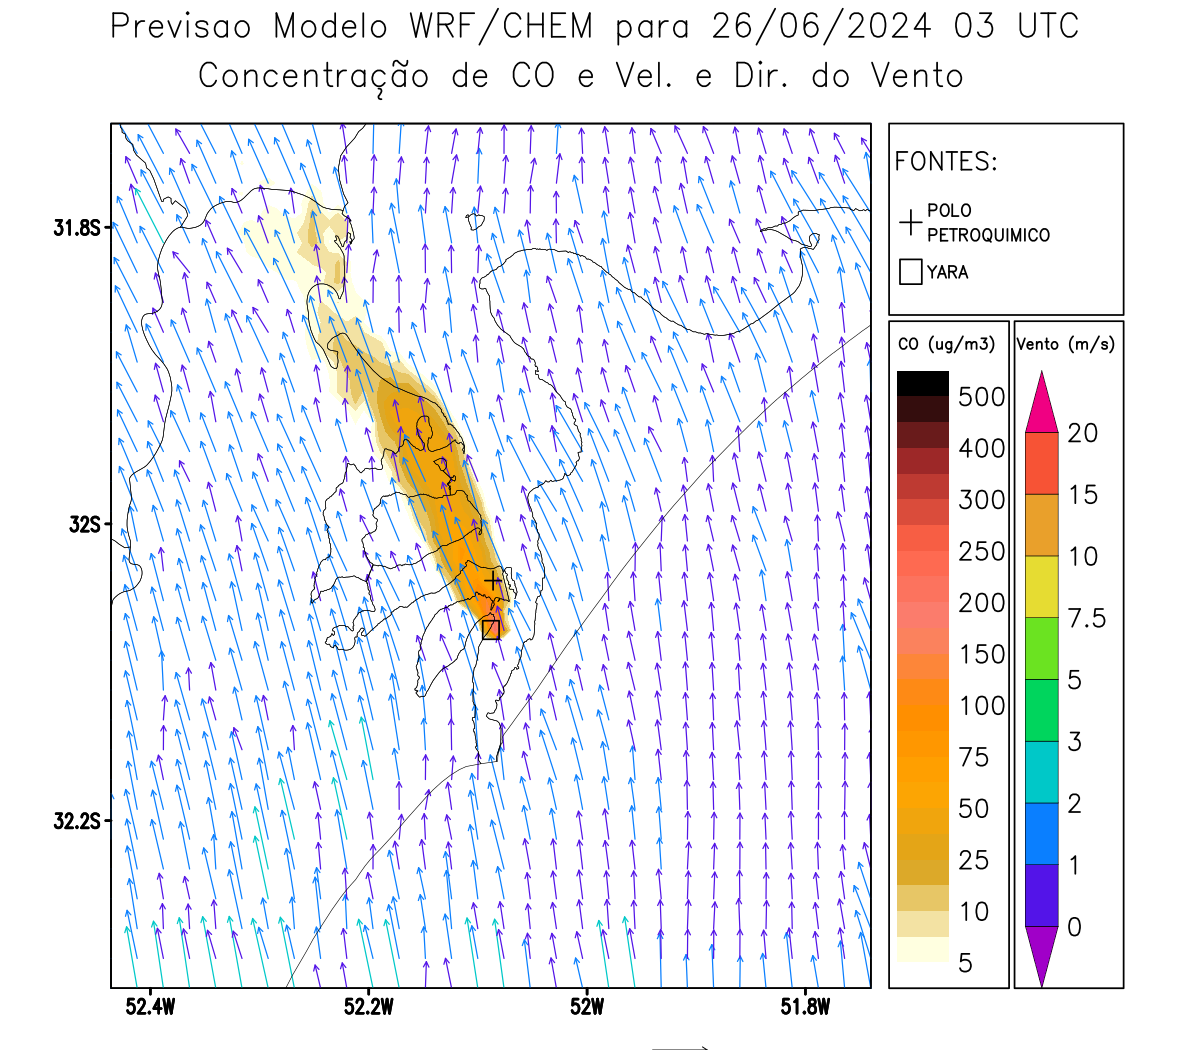 Previsao Modelo WRF/CHEM para 26/06/2024 03 UTC
Concentração de CO e Vel. e Dir. do Vento
FONTES:
POLO
PETROQUIMICO
YARA
31.8S
32S
32.2S
52.4W
52.2W
52W
51.8W
CO (ug/m3)
500
400
300
250
200
150
100
75
50
25
10
5
Vento (m/s)
20
15
10
7.5
5
3
2
1
0